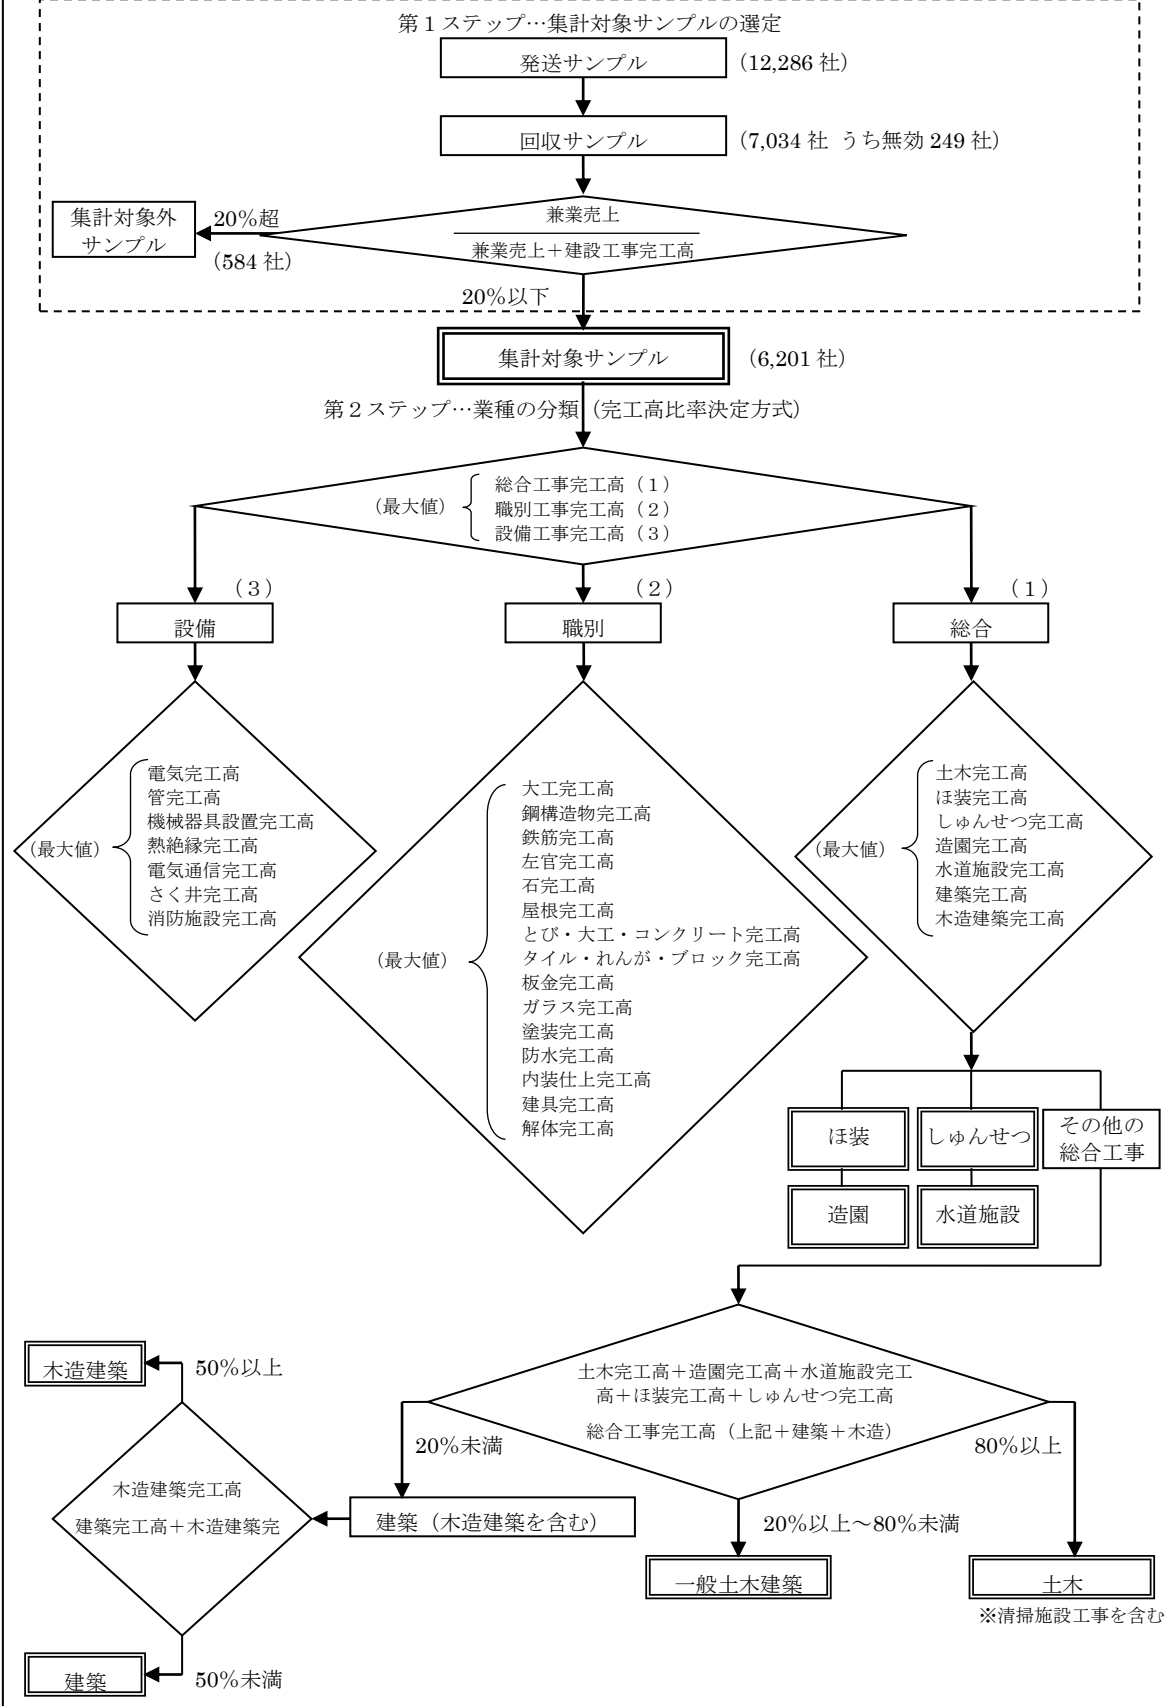 第１ステップ…集計対象サンプルの選定
発送サンプル
（12,286 社）
回収サンプル
（7,034 社 うち無効 249 社）
兼業売上
兼業売上＋建設工事完工高
20%超
（584 社）
集計対象外
サンプル
20%以下
集計対象サンプル
（6,201 社）
第２ステップ…業種の分類（完工高比率決定方式）
（最大値）
総合工事完工高（１）
職別工事完工高（２）
設備工事完工高（３）
（３）
（２）
（１）
設備
職別
総合
（最大値）
電気完工高
管完工高
機械器具設置完工高
熱絶縁完工高
電気通信完工高
さく井完工高
消防施設完工高
（最大値）
大工完工高
鋼構造物完工高
鉄筋完工高
左官完工高
石完工高
屋根完工高
とび・大工・コンクリート完工高
タイル・れんが・ブロック完工高
板金完工高
ガラス完工高
塗装完工高
防水完工高
内装仕上完工高
建具完工高
解体完工高
（最大値）
土木完工高
ほ装完工高
しゅんせつ完工高
造園完工高
水道施設完工高
建築完工高
木造建築完工高
ほ装
しゅんせつ
その他の
総合工事
造園
水道施設
土木完工高＋造園完工高＋水道施設完工
高＋ほ装完工高＋しゅんせつ完工高
総合工事完工高（上記＋建築＋木造）
20%未満
80%以上
20%以上～80%未満
建築（木造建築を含む）
一般土木建築
土木
※清掃施設工事を含む
木造建築
50%以上
木造建築完工高
建築完工高＋木造建築完
建築
50%未満